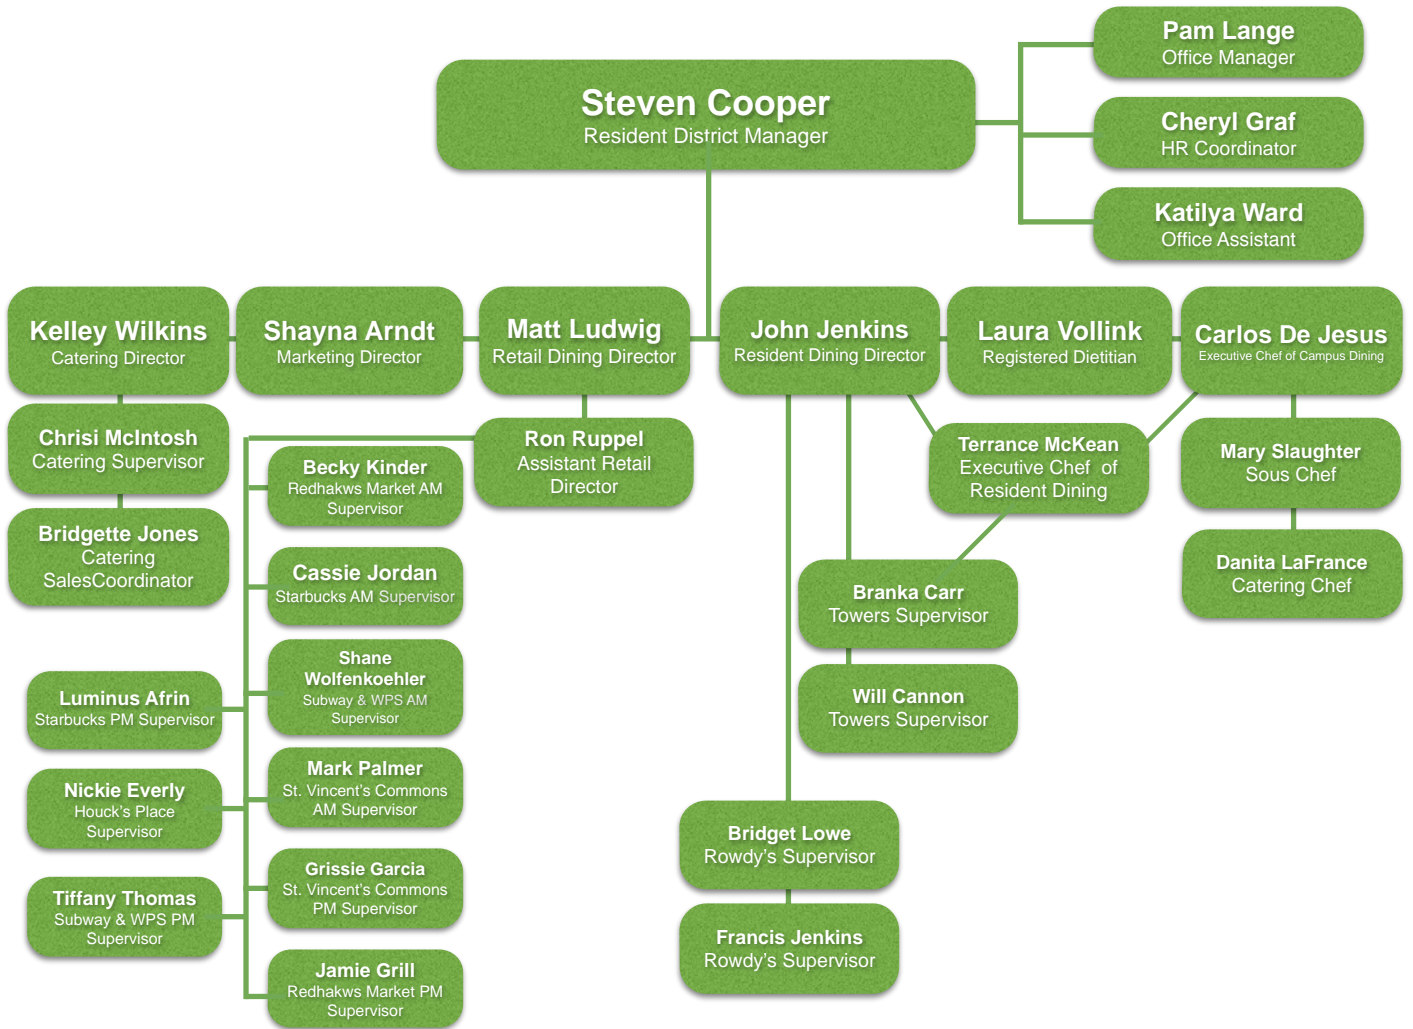 Steven Cooper
Resident District Manager
Pam Lange
Office Manager
Cheryl Graf
HR Coordinator
Katilya Ward
Office Assistant
Kelley Wilkins
Catering Director
Shayna Arndt
Marketing Director
Matt Ludwig
Retail Dining Director
John Jenkins
Resident Dining Director
Laura Vollink
Registered Dietitian
Carlos De Jesus
Executive Chef of Campus Dining
Chrisi McIntosh
Catering Supervisor
Bridgette Jones
Catering
SalesCoordinator
Ron Ruppel
Assistant Retail
Director
Becky Kinder
Redhakws Market AM
Supervisor
Cassie Jordan
Starbucks AM Supervisor
Shane
Wolfenkoehler
Subway & WPS AM
Supervisor
Mark Palmer
St. Vincent's Commons
AM Supervisor
Grissie Garcia
St. Vincent's Commons
PM Supervisor
Jamie Grill
Redhakws Market PM
Supervisor
Luminus Afrin
Starbucks PM Supervisor
Nickie Everly
Houck's Place
Supervisor
Tiffany Thomas
Subway & WPS PM
Supervisor
Terrance McKean
Executive Chef of
Resident Dining
Branka Carr
Towers Supervisor
Will Cannon
Towers Supervisor
Bridget Lowe
Rowdy's Supervisor
Francis Jenkins
Rowdy's Supervisor
Mary Slaughter
Sous Chef
Danita LaFrance
Catering Chef